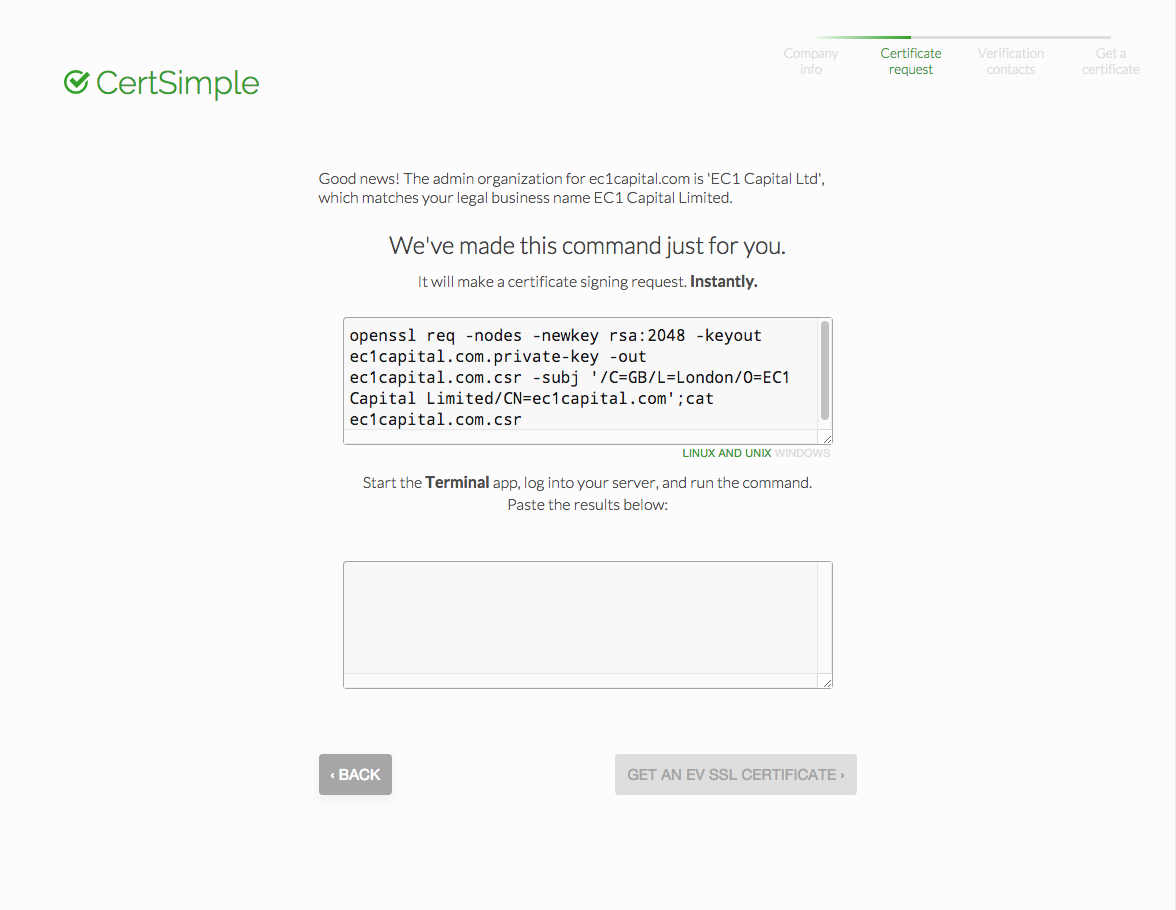 CertSimple
Company info
Certificate request
Verification contacts
Get a certificate
Good news! The admin organization for ec1capital.com is 'EC1 Capital Ltd',
which matches your legal business name EC1 Capital Limited.
We've made this command just for you.
It will make a certificate signing request. Instantly.
openssl req -nodes -newkey rsa:2048 -keyout
ec1capital.com.private-key -out
ec1capital.com.csr -subj '/C=GB/L=London/O=EC1
Capital Limited/CN=ec1capital.com';cat
ec1capital.com.csr
LINUX AND UNIX WINDOWS
Start the Terminal app, log into your server, and run the command.
Paste the results below:
‹ BACK
GET AN EV SSL CERTIFICATE ›